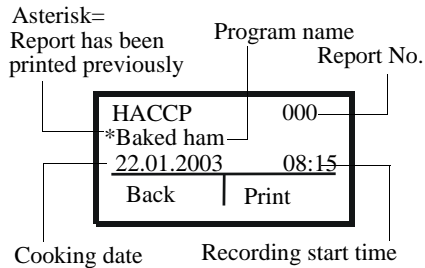 Asterisk=
Report has been
printed previously
Program name
Report No.
HACCP 000
*Baked ham
22.01.2003 08:15
Back Print
Cooking date Recording start time